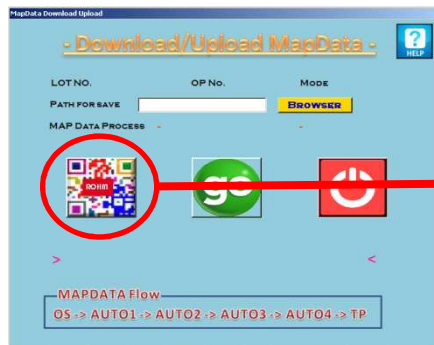 MapData Download Upload
- Download/Upload MapData -
?
HELP
LOT NO. OP NO. MODE
PATH FOR SAVE BROWSER
MAP DATA PROCESS - -
ROHM
go
> <
MAPDATA Flow
OS -> AUTO1 -> AUTO2 -> AUTO3 -> AUTO4 -> TP